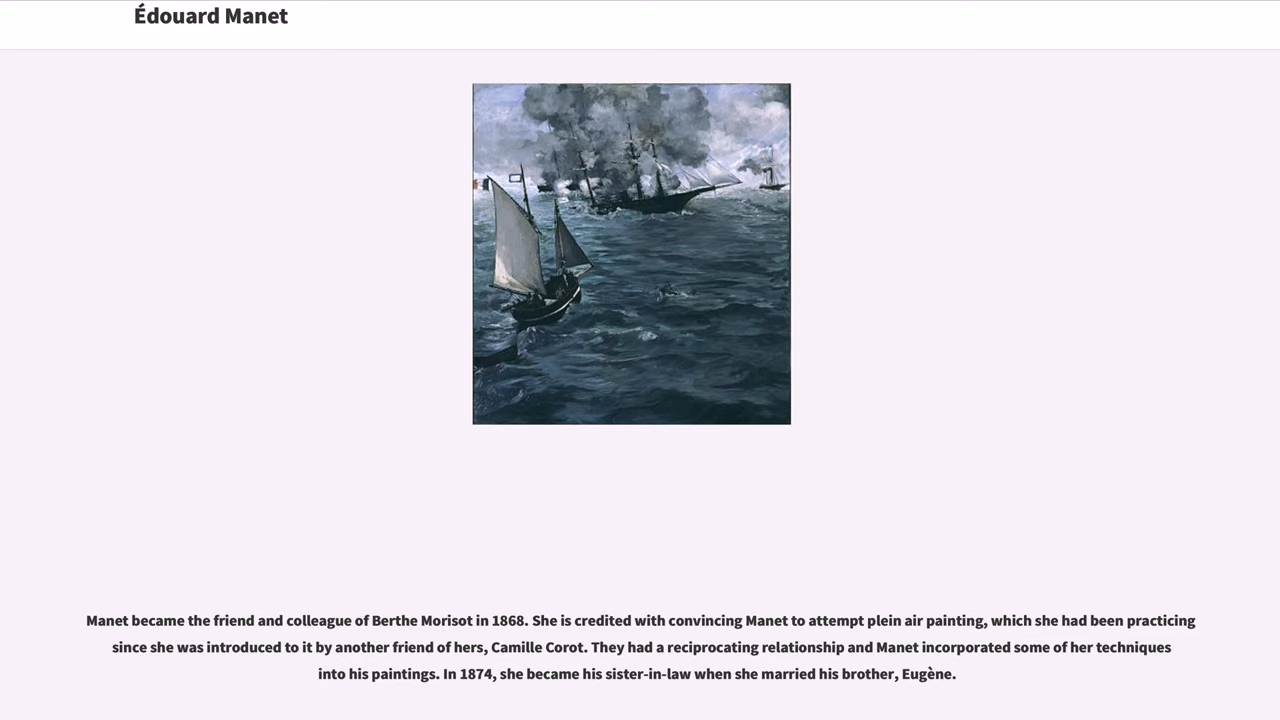 Édouard Manet
Manet became the friend and colleague of Berthe Morisot in 1868. She is credited with convincing Manet to attempt plein air painting, which she had been practicing
since she was introduced to it by another friend of hers, Camille Corot. They had a reciprocating relationship and Manet incorporated some of her techniques
into his paintings. In 1874, she became his sister-in-law when she married his brother, Eugène.